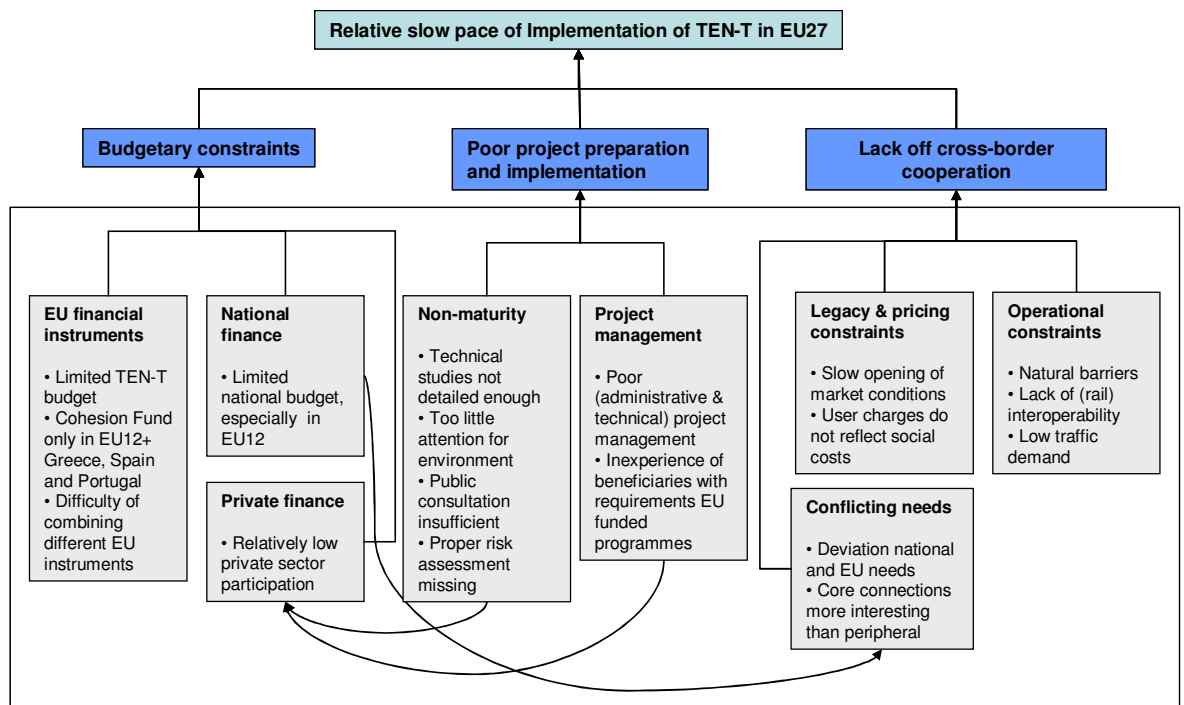 Relative slow pace of Implementation of TEN-T in EU27
Budgetary constraints
Poor project preparation
and implementation
Lack off cross-border
cooperation
EU financial
instruments
• Limited TEN-T
budget
• Cohesion Fund
only in EU12+
Greece, Spain
and Portugal
• Difficulty of
combining
different EU
instruments
National
finance
• Limited
national budget,
especially in
EU12
Private finance
• Relatively low
private sector
participation
Non-maturity
• Technical
studies not
detailed enough
• Too little
attention for
environment
• Public
consultation
insufficient
• Proper risk
assessment
missing
Project
management
• Poor
(administrative &
technical) project
management
• Inexperience of
beneficiaries with
requirements EU
funded
programmes
Legacy & pricing
constraints
• Slow opening of
market conditions
• User charges do
not reflect social
costs
Conflicting needs
• Deviation national
and EU needs
• Core connections
more interesting
than peripheral
Operational
constraints
• Natural barriers
• Lack of (rail)
interoperability
• Low traffic
demand